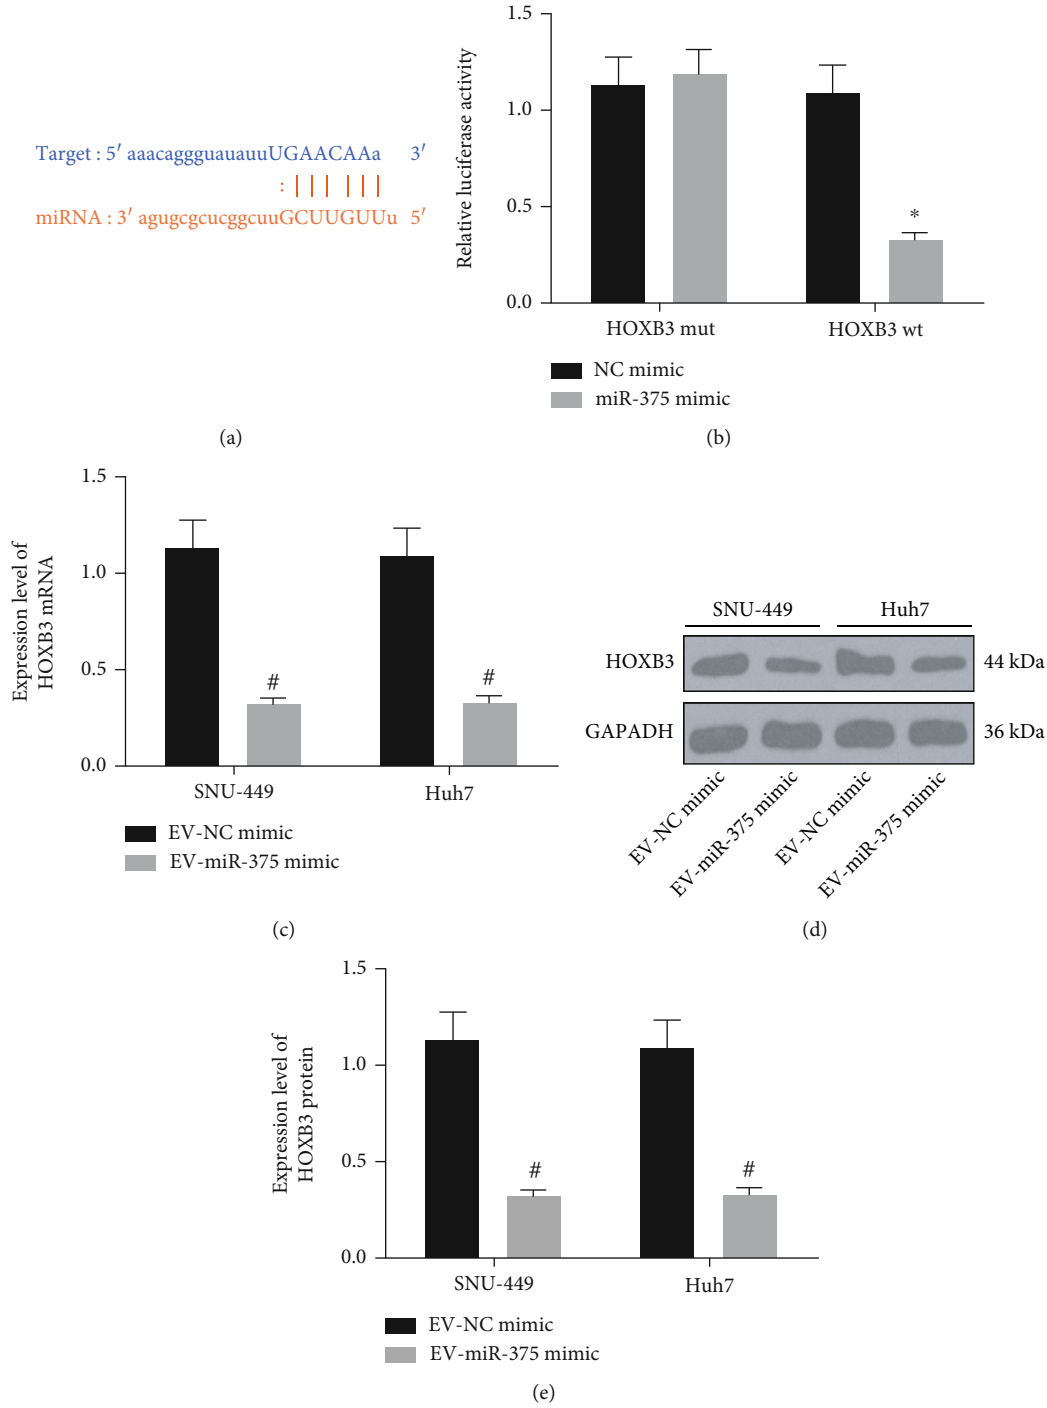 Target : 5′ aaacaggguauauuUGAACAAa 3′
miRNA : 3′ agugcgcucggcuuGCUUGUUu 5′
(a)
Relative luciferase activity
1.5
1.0
0.5
0.0
*
HOXB3 mut
HOXB3 wt
NC mimic
miR-375 mimic
(b)
Expression level of
HOXB3 mRNA
1.5
1.0
0.5
0.0
#
#
SNU-449
Huh7
EV-NC mimic
EV-miR-375 mimic
(c)
SNU-449
Huh7
HOXB3
44 kDa
GAPADH
36 kDa
EV-NC mimic
EV-miR-375 mimic
EV-NC mimic
EV-miR-375 mimic
(d)
Expression level of
HOXB3 protein
1.5
1.0
0.5
0.0
#
#
SNU-449
Huh7
EV-NC mimic
EV-miR-375 mimic
(e)